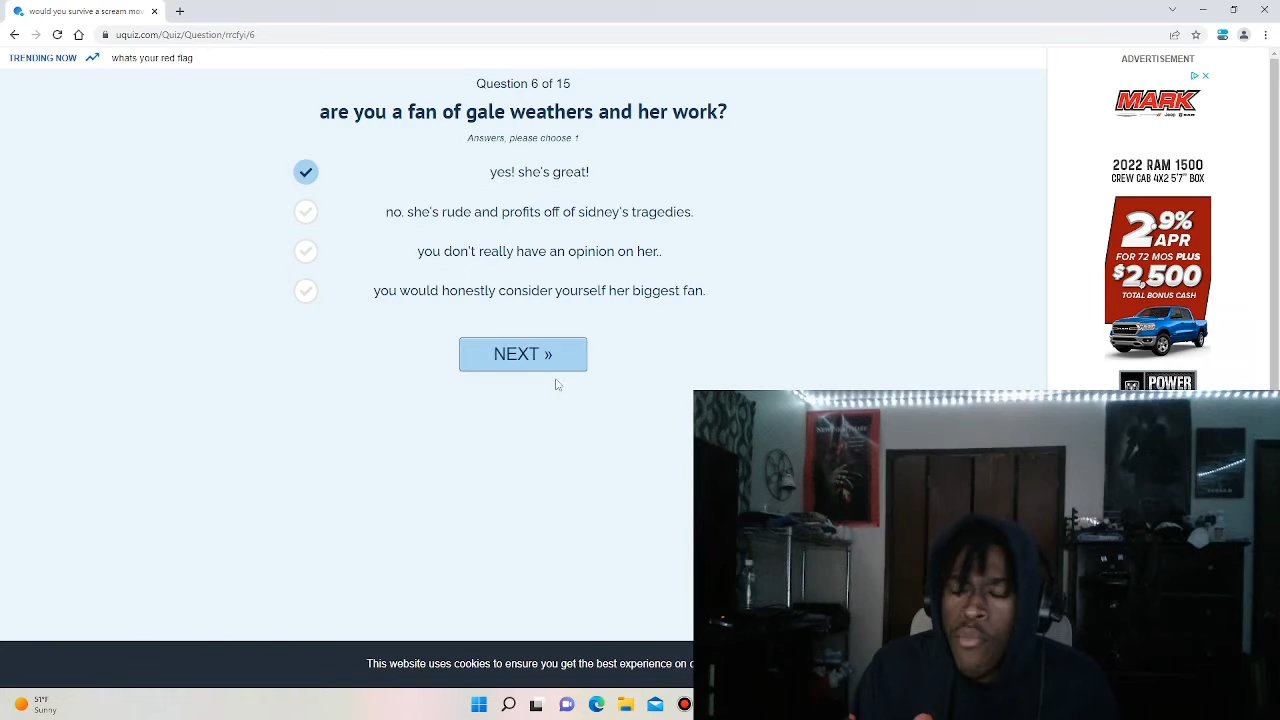 would you survive a scream mov
uquiz.com/Quiz/Question/rrcfyi/6
TRENDING NOW whats your red flag
ADVERTISEMENT
Question 6 of 15
are you a fan of gale weathers and her work?
Answers, please choose 1
yes! she's great!
no. she's rude and profits off of sidney's tragedies.
you don't really have an opinion on her..
you would honestly consider yourself her biggest fan.
NEXT »
MARK
2022 RAM 1500
CREW CAB 4X2 5'7" BOX
2.9%
APR
FOR 72 MOS PLUS
$2,500
TOTAL BONUS CASH
POWER
This website uses cookies to ensure you get the best experience on
51°F
Sunny